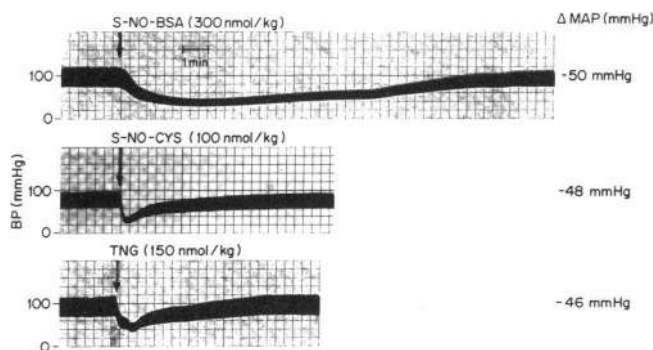 S-NO-BSA (300 nmol/kg)
Δ MAP (mmHg)
1 min
100
0
-50 mmHg
S-NO-CYS (100 nmol/kg)
100
0
-48 mmHg
BP (mmHg)
TNG (150 nmol/kg)
100
0
-46 mmHg